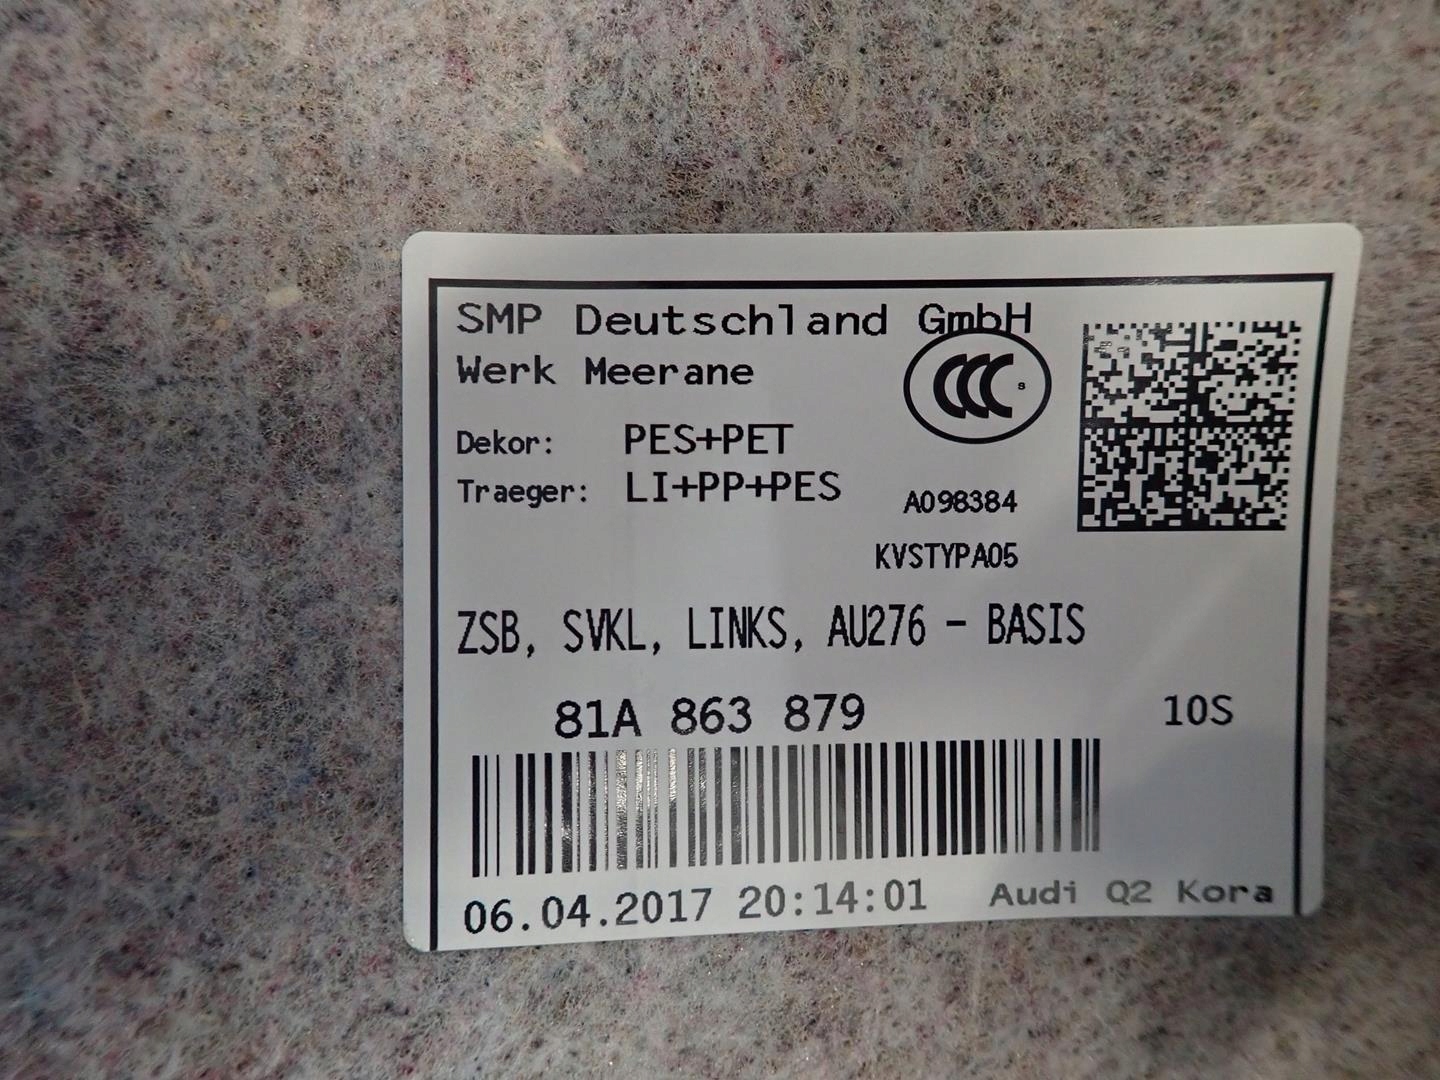 SMP Deutschland GmbH
Werk Meerane
CCC S
Dekor: PES+PET
Traeger: LI+PP+PES
A098384
KVSTYPA05
ZSB, SVKL, LINKS, AU276 - BASIS
81A 863 879 10S
06.04.2017 20:14:01 Audi Q2 Kora